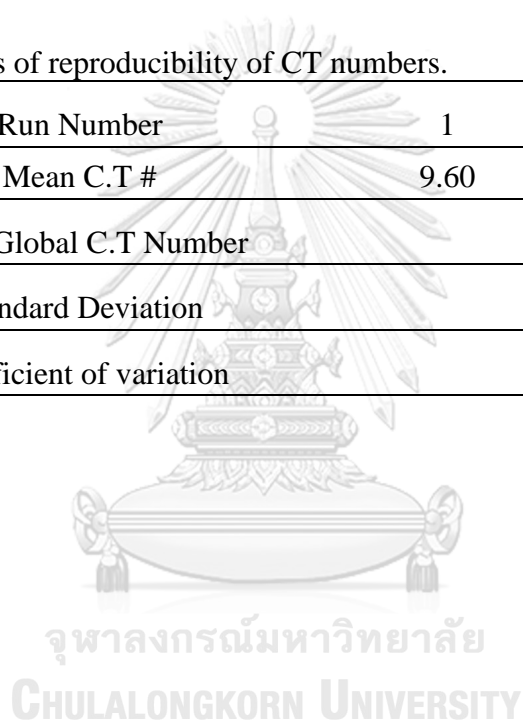 s of reproducibility of CT numbers.
Run Number 1
Mean C.T # 9.60
Global C.T Number
ndard Deviation
ficient of variation
จุฬาลงกรณ์มหาวิทยาลัย
CHULALONGKORN UNIVERSITY